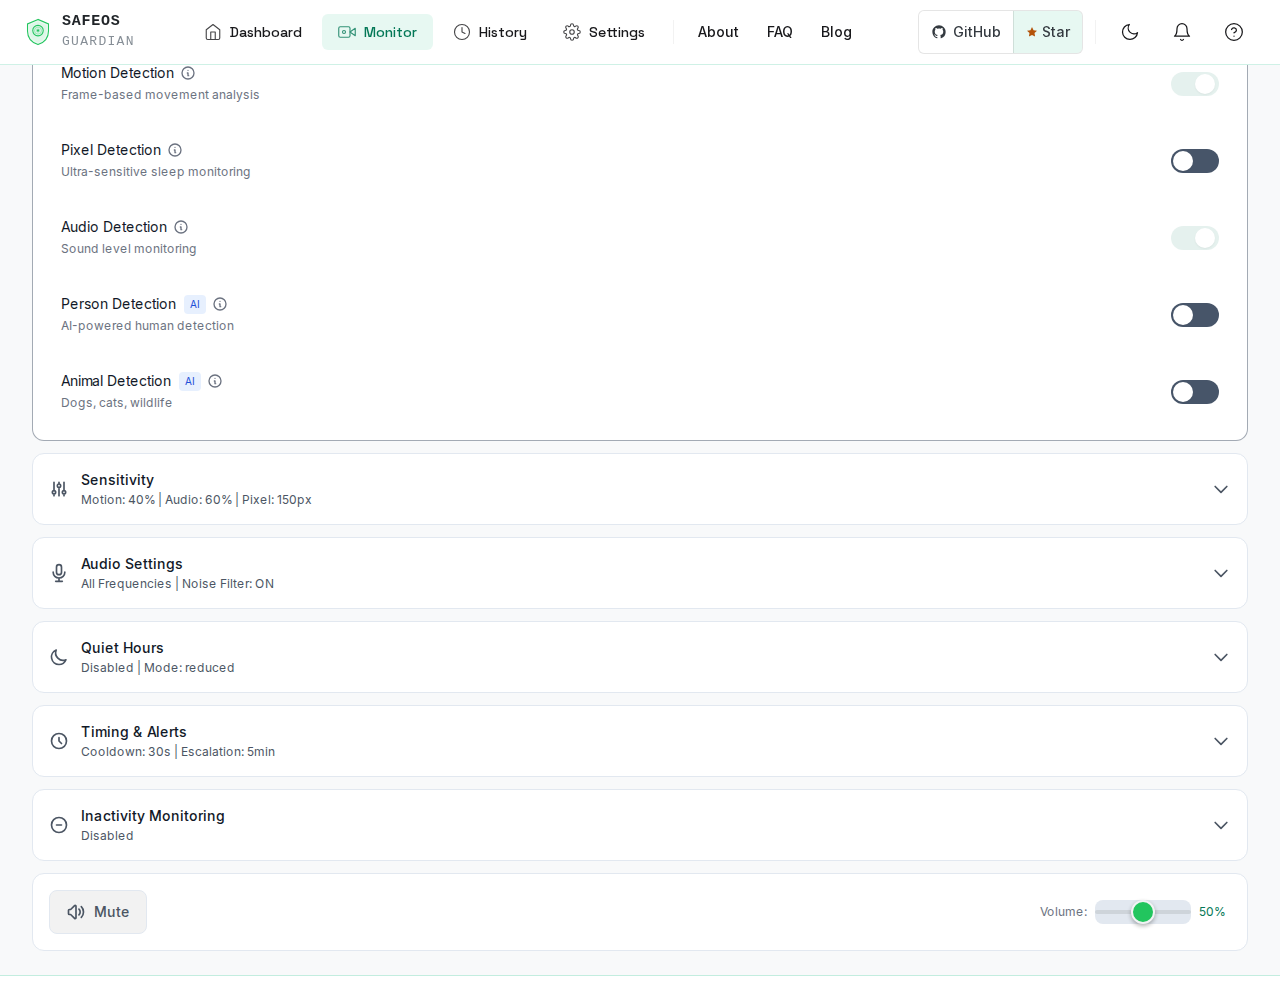 SAFEOS
GUARDIAN
Dashboard
Monitor
History
Settings
About
FAQ
Blog
GitHub
Star
Motion Detection
Frame-based movement analysis
Pixel Detection
Ultra-sensitive sleep monitoring
Audio Detection
Sound level monitoring
Person Detection AI
AI-powered human detection
Animal Detection AI
Dogs, cats, wildlife
Sensitivity
Motion: 40% | Audio: 60% | Pixel: 150px
Audio Settings
All Frequencies | Noise Filter: ON
Quiet Hours
Disabled | Mode: reduced
Timing & Alerts
Cooldown: 30s | Escalation: 5min
Inactivity Monitoring
Disabled
Mute
Volume:
50%